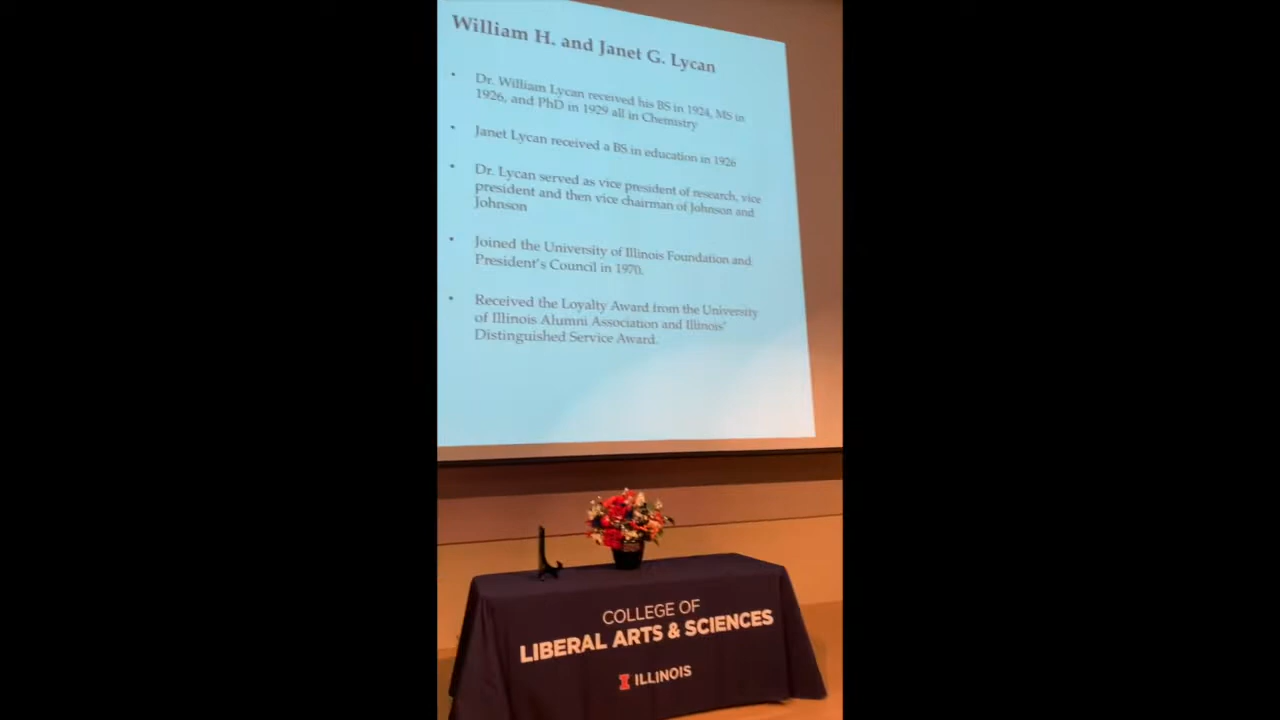 William H. and Janet G. Lycan
• Dr. William Lycan received his BS in 1924, MS in
1926, and PhD in 1929 all in Chemistry
• Janet Lycan received a BS in education in 1926
• Dr. Lycan served as vice president of research, vice
president and then vice chairman of Johnson and
Johnson
• Joined the University of Illinois Foundation and
President's Council in 1970.
• Received the Loyalty Award from the University
of Illinois Alumni Association and Illinois'
Distinguished Service Award.
COLLEGE OF
LIBERAL ARTS & SCIENCES
I ILLINOIS